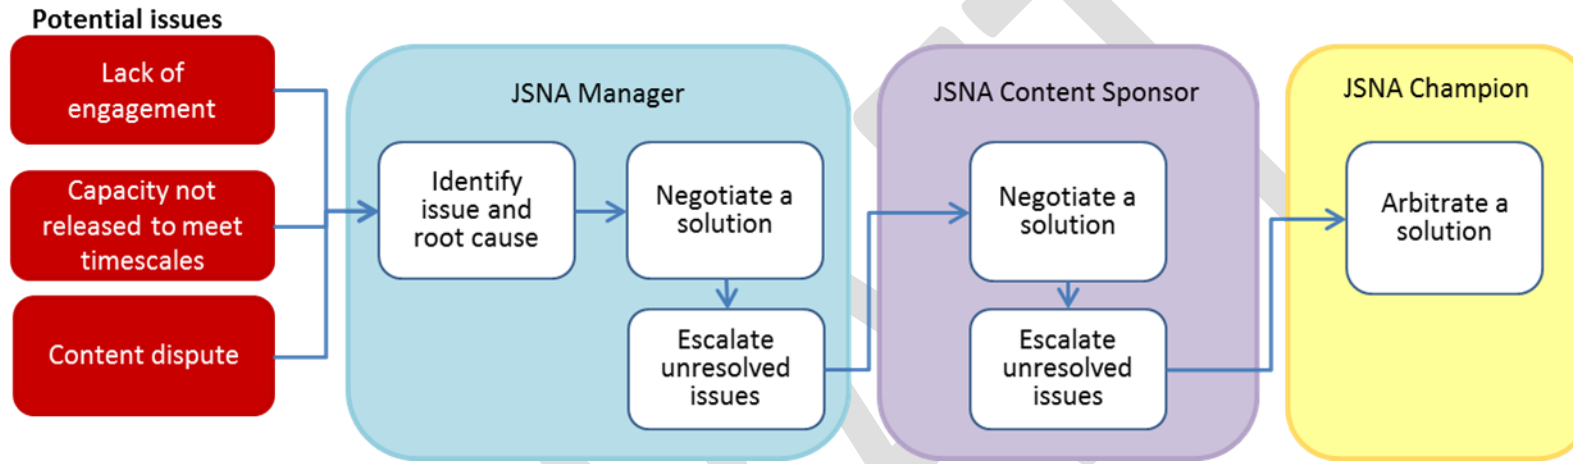 Potential issues
Lack of
engagement
Capacity not
released to meet
timescales
Content dispute
JSNA Manager
Identify
issue and
root cause
Negotiate a
solution
Escalate
unresolved
issues
JSNA Content Sponsor
Negotiate a
solution
Escalate
unresolved
issues
JSNA Champion
Arbitrate a
solution